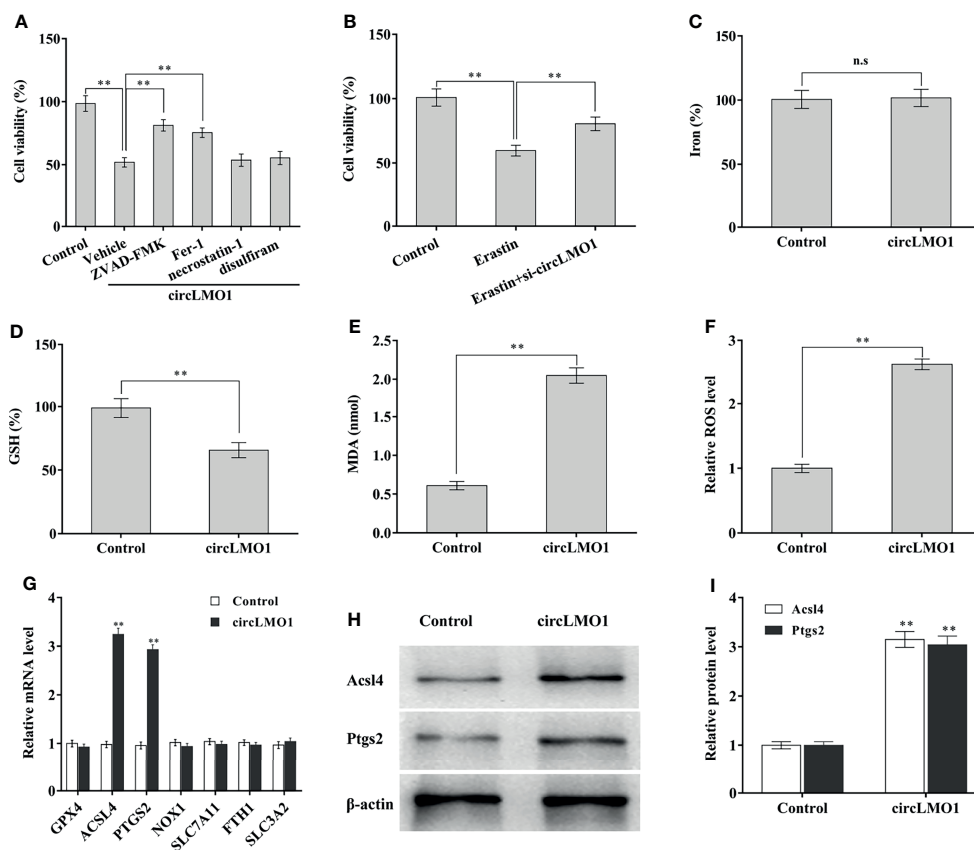 A
Cell viability (%)
150
100
50
0
**
**
**
Control
Vehicle
ZVAD-FMK
Fer-1
necrostatin-1
disulfiram
circLMO1
B
Cell viability (%)
150
100
50
0
**
**
Control
Erastin
Erastin+si-circLMO1
C
Iron (%)
150
100
50
0
n.s
Control
circLMO1
D
GSH (%)
150
100
50
0
**
Control
circLMO1
E
MDA (nmol)
2.5
2.0
1.5
1.0
0.5
0.0
**
Control
circLMO1
F
Relative ROS level
3
2
1
0
**
Control
circLMO1
G
Relative mRNA level
4
3
2
1
0
Control
circLMO1
**
**
GPX4
ACSL4
PTGS2
NOX1
SLC7A11
FTH1
SLC3A2
H
Control circLMO1
Acsl4
Ptgs2
β-actin
I
Relative protein level
4
3
2
1
0
Acsl4
Ptgs2
** **
Control
circLMO1